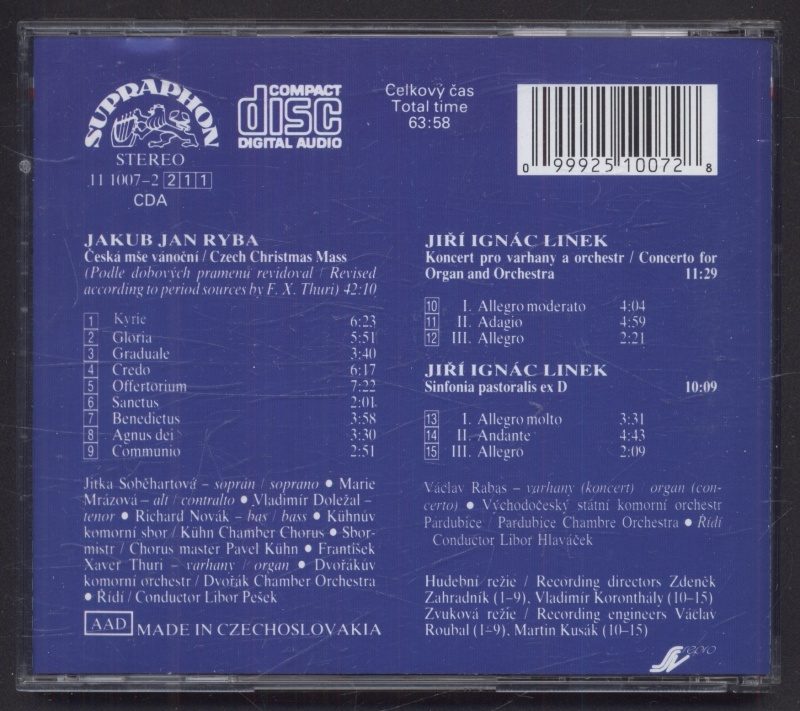 SUPRAPHON
STEREO
11 1007-2 2 1 1
CDA
COMPACT
disc
DIGITAL AUDIO
Celkový čas
Total time
63:58
0 99925 10072 8
JAKUB JAN RYBA
Česká mše vánoční / Czech Christmas Mass
(Podle dobových pramenů revidoval / Revised
according to period sources by F. X. Thuri) 42:10
1 Kyrie 6:23
2 Gloria 5:51
3 Graduale 3:40
4 Credo 6:17
5 Offertorium 7:22
6 Sanctus 2:01
7 Benedictus 3:58
8 Agnus dei 3:30
9 Communio 2:51
Jitka Soběhartová – soprán / soprano ● Marie
Mrázová – alt / contralto ● Vladimír Doležal –
tenor ● Richard Novák – bas / bass ● Kühnův
komorní sbor / Kühn Chamber Chorus ● Sbor-
mistr / Chorus master Pavel Kühn ● František
Xaver Thuri – varhany / organ ● Dvořákův
komorní orchestr / Dvořák Chamber Orchestra
● Řídí / Conductor Libor Pešek
AAD MADE IN CZECHOSLOVAKIA
JIŘÍ IGNÁC LINEK
Koncert pro varhany a orchestr / Concerto for
Organ and Orchestra 11:29
10 I. Allegro moderato 4:04
11 II. Adagio 4:59
12 III. Allegro 2:21
JIŘÍ IGNÁC LINEK
Sinfonia pastoralis ex D 10:09
13 I. Allegro molto 3:31
14 II. Andante 4:43
15 III. Allegro 2:09
Václav Rabas – varhany (koncert) / organ (con-
certo) ● Východočeský státní komorní orchestr
Pardubice / Pardubice Chambre Orchestra ● Řídí
Conductor Libor Hlaváček
Hudební režie / Recording directors Zdeněk
Zahradník (1–9), Vladimír Koronthály (10–15)
Zvuková režie / Recording engineers Václav
Roubal (1–9), Martin Kusák (10–15)
repro